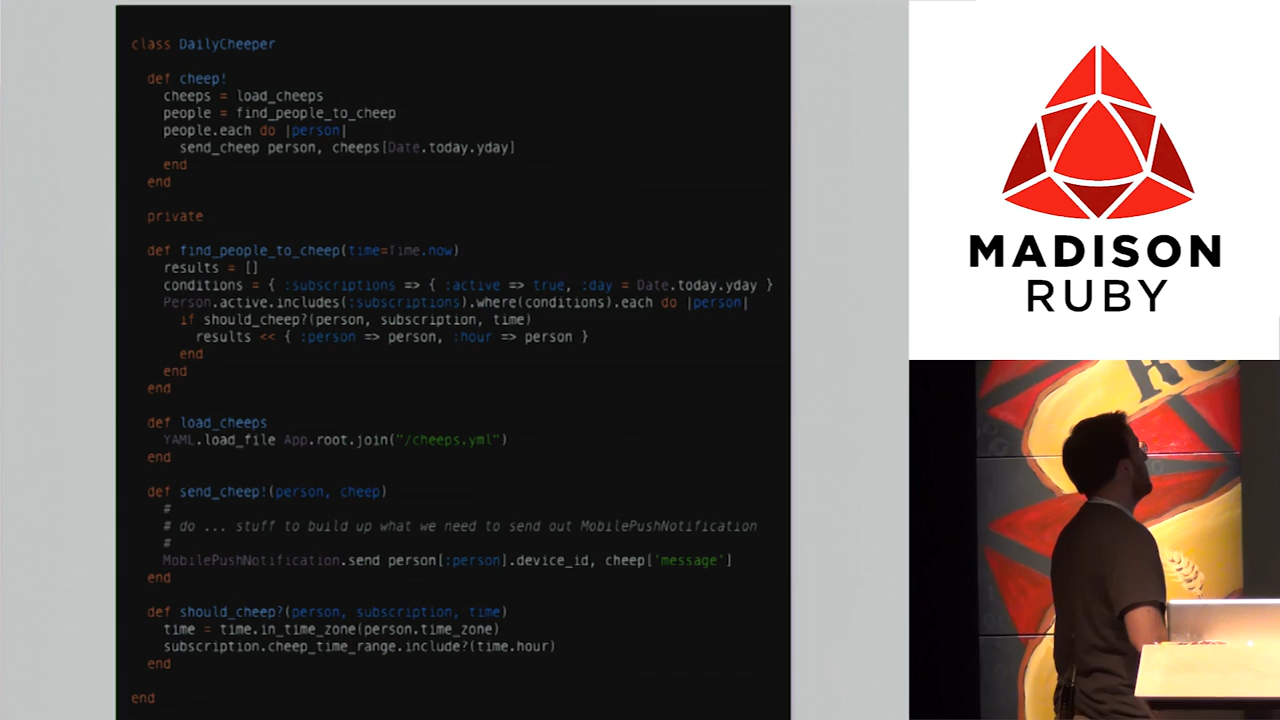 class DailyCheeper
def cheep!
cheeps = load_cheeps
people = find_people_to_cheep
people.each do |person|
send_cheep person, cheeps[Date.today.yday]
end
end
private
def find_people_to_cheep(time=Time.now)
results = []
conditions = { :subscriptions => { :active => true, :day = Date.today.yday }
Person.active.includes(:subscriptions).where(conditions).each do |person|
if should_cheep?(person, subscription, time)
results << { :person => person, :hour => person }
end
end
end
def load_cheeps
YAML.load_file App.root.join("/cheeps.yml")
end
def send_cheep!(person, cheep)
#
# do ... stuff to build up what we need to send out MobilePushNotification
#
MobilePushNotification.send person[:person].device_id, cheep['message']
end
def should_cheep?(person, subscription, time)
time = time.in_time_zone(person.time_zone)
subscription.cheep_time_range.include?(time.hour)
end
end
MADISON
RUBY